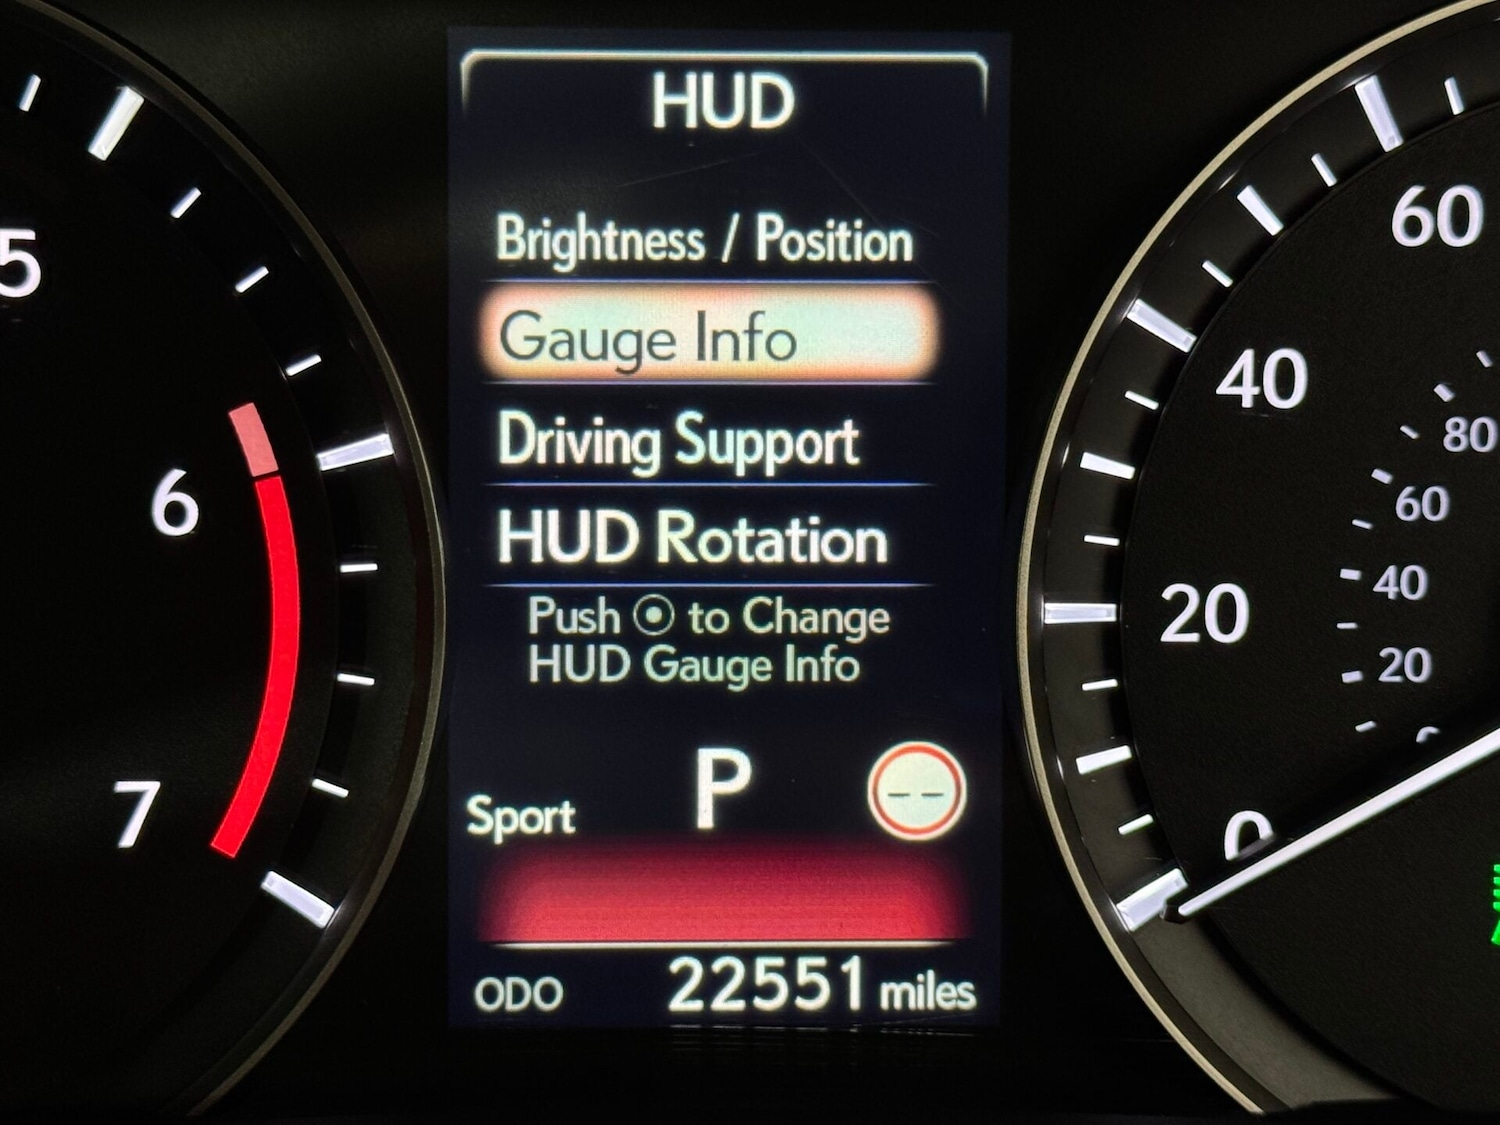 HUD
Brightness / Position
Gauge Info
Driving Support
HUD Rotation
Push ⦿ to Change
HUD Gauge Info
Sport P --
ODO 22551 miles
5
6
7
60
40
20
0
80
60
40
20